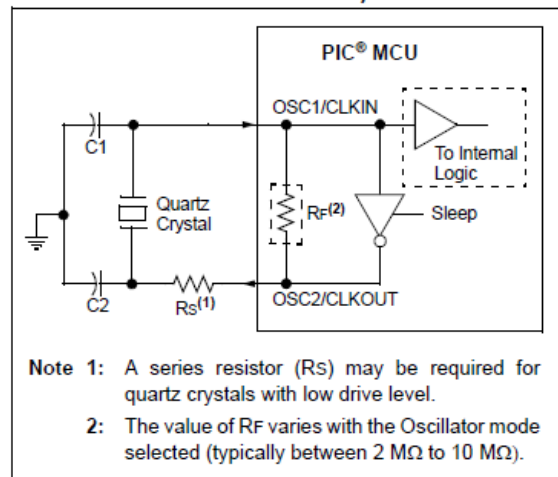 PIC® MCU
OSC1/CLKIN
C1
To Internal
Logic
Quartz
Crystal
RF(2)
Sleep
C2
RS(1)
OSC2/CLKOUT
Note 1: A series resistor (RS) may be required for
quartz crystals with low drive level.
2: The value of RF varies with the Oscillator mode
selected (typically between 2 MΩ to 10 MΩ).